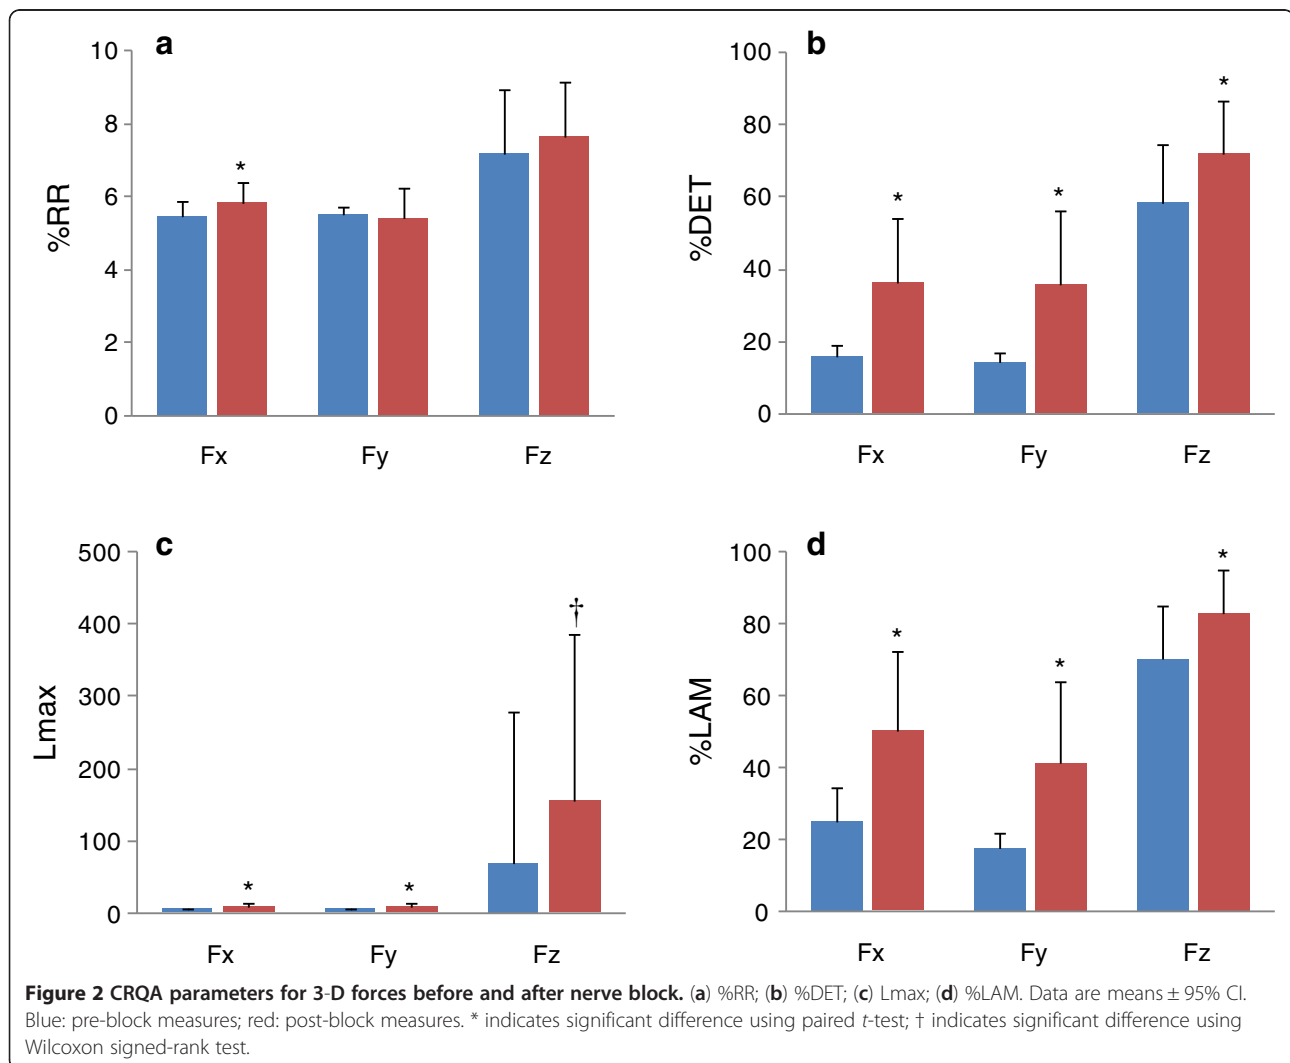 a
10
8
6
4
2
0
%RR
*
Fx
Fy
Fz
b
100
80
60
40
20
0
%DET
*
*
*
Fx
Fy
Fz
c
500
400
300
200
100
0
Lmax
*
*
†
Fx
Fy
Fz
d
100
80
60
40
20
0
%LAM
*
*
*
Fx
Fy
Fz
Figure 2 CRQA parameters for 3-D forces before and after nerve block. (a) %RR; (b) %DET; (c) Lmax; (d) %LAM. Data are means ± 95% CI.
Blue: pre-block measures; red: post-block measures. * indicates significant difference using paired t-test; † indicates significant difference using
Wilcoxon signed-rank test.